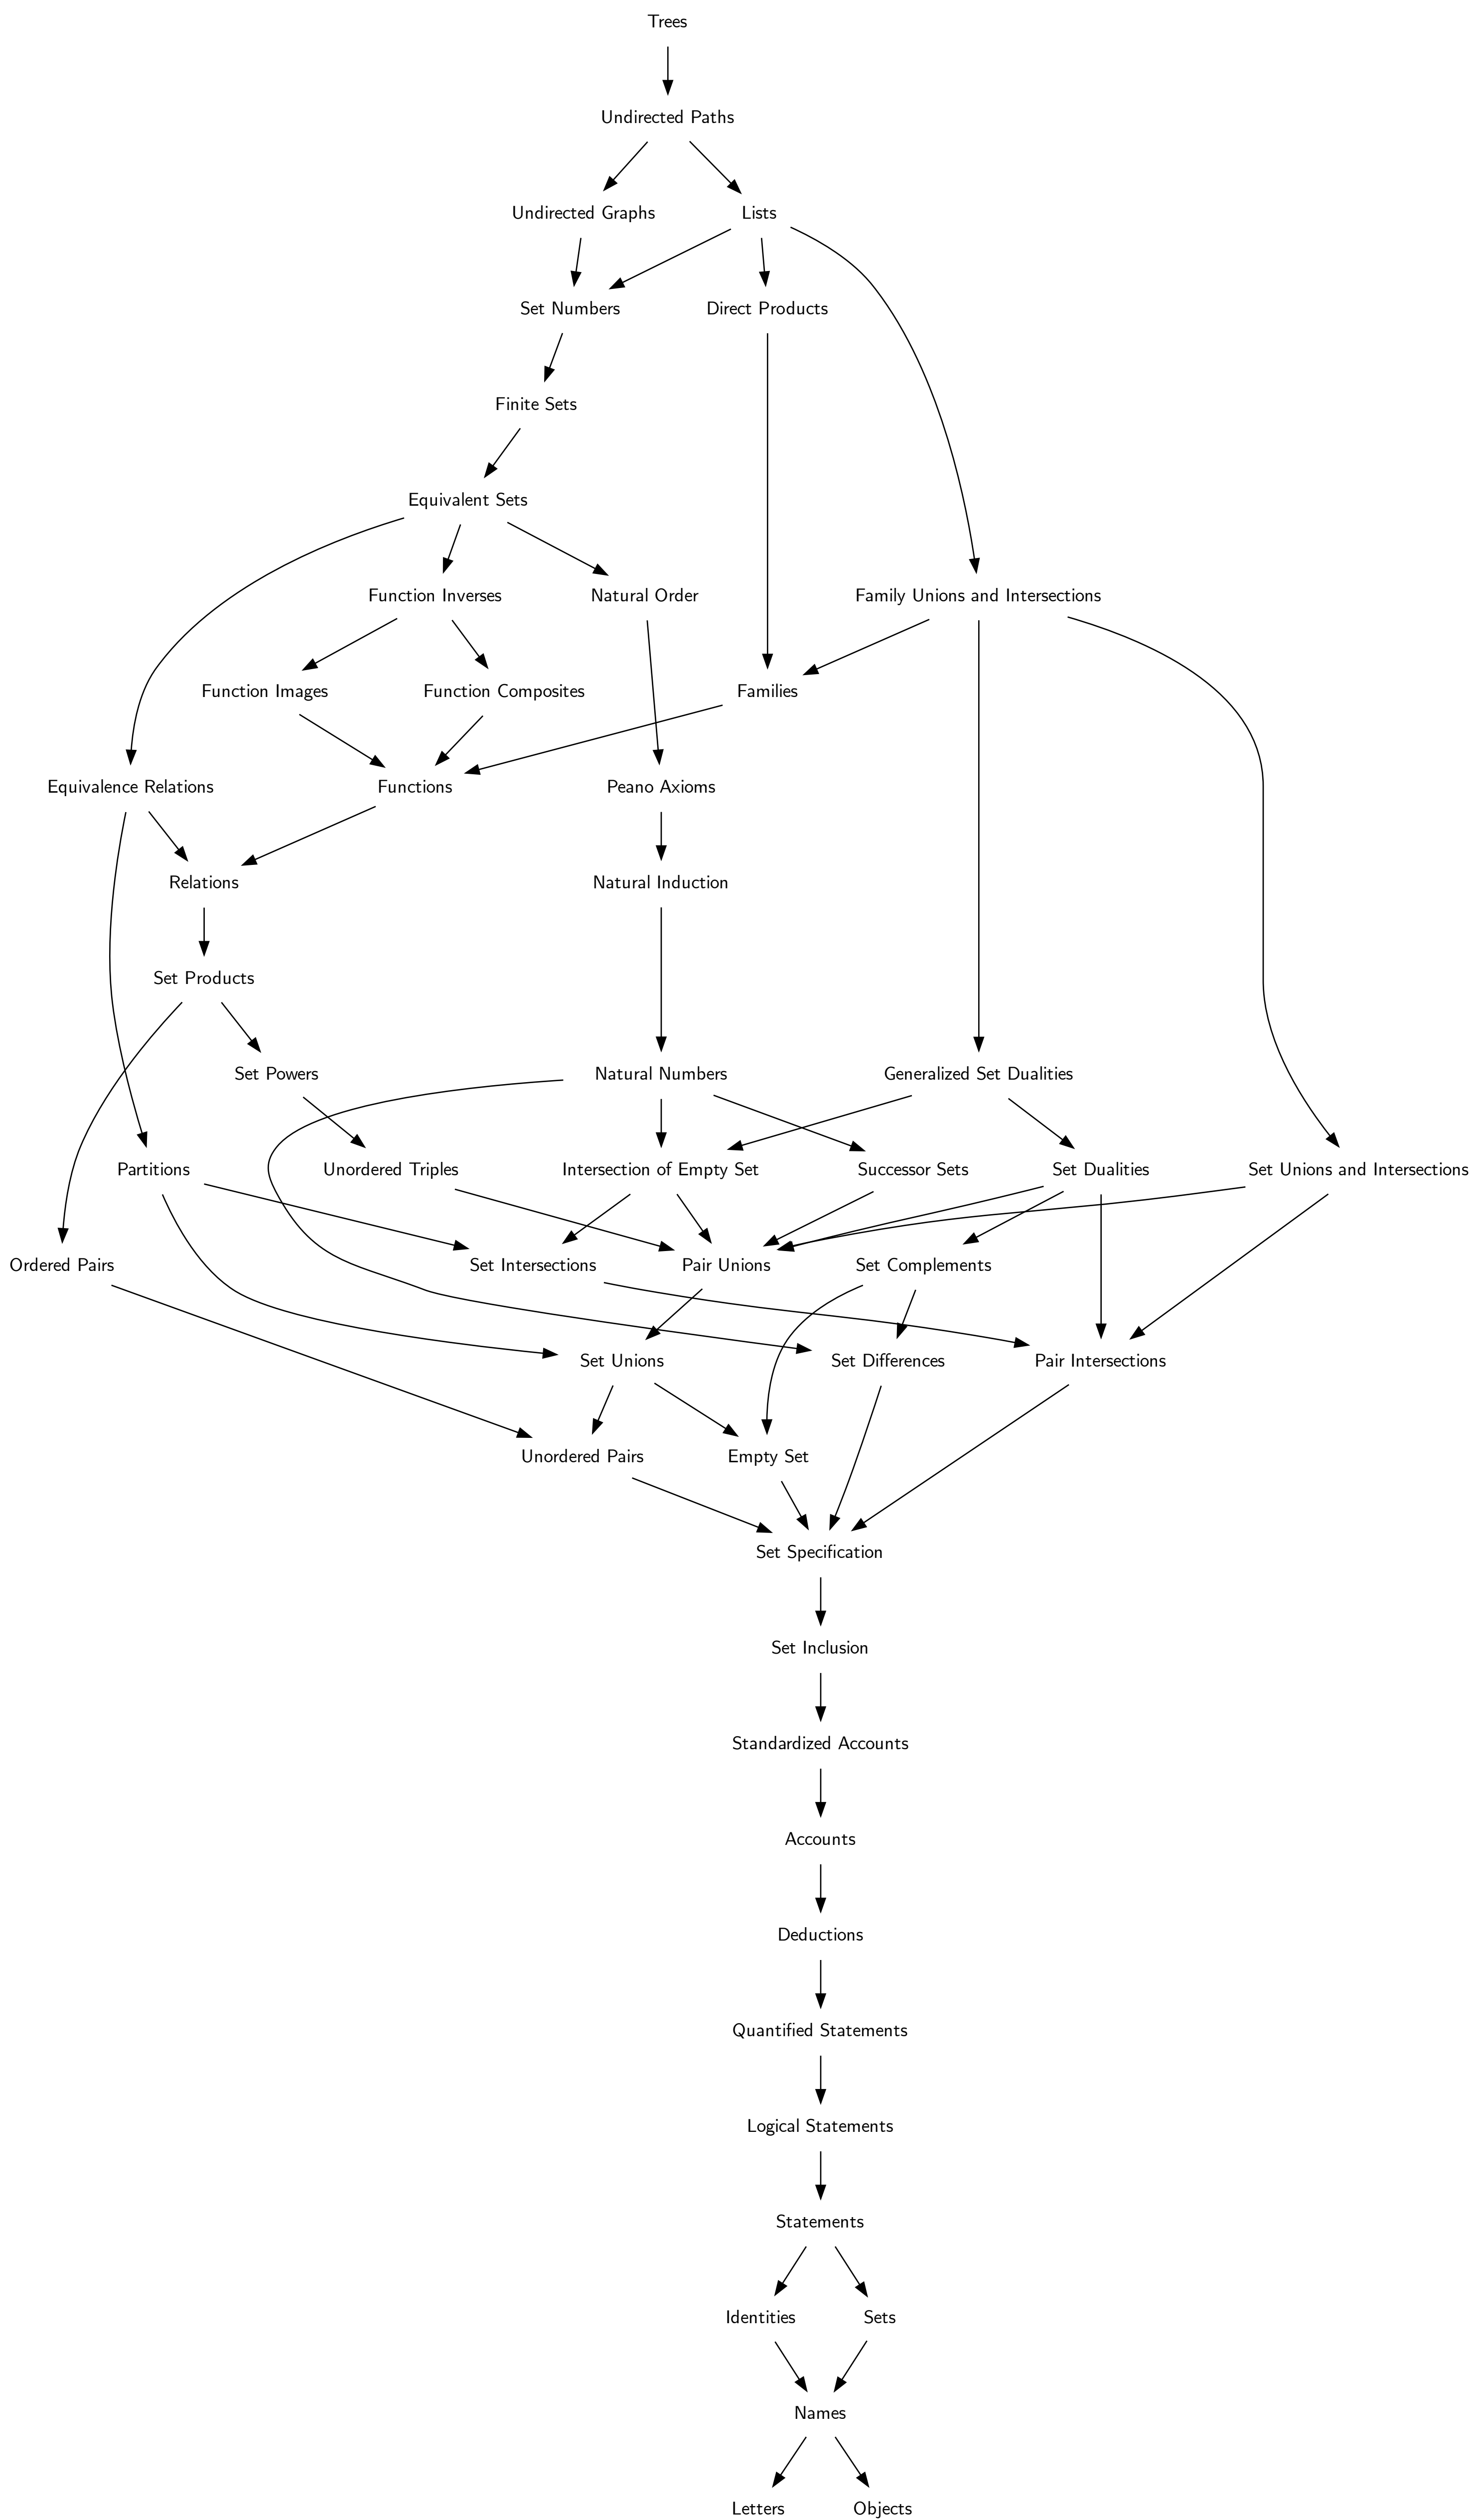 Trees
Undirected Paths
Undirected Graphs
Lists
Set Numbers
Direct Products
Finite Sets
Equivalent Sets
Function Inverses
Natural Order
Family Unions and Intersections
Function Images
Function Composites
Families
Equivalence Relations
Functions
Peano Axioms
Relations
Natural Induction
Set Products
Set Powers
Natural Numbers
Generalized Set Dualities
Partitions
Unordered Triples
Intersection of Empty Set
Successor Sets
Set Dualities
Set Unions and Intersections
Ordered Pairs
Set Intersections
Pair Unions
Set Complements
Set Unions
Set Differences
Pair Intersections
Unordered Pairs
Empty Set
Set Specification
Set Inclusion
Standardized Accounts
Accounts
Deductions
Quantified Statements
Logical Statements
Statements
Identities
Sets
Names
Letters
Objects